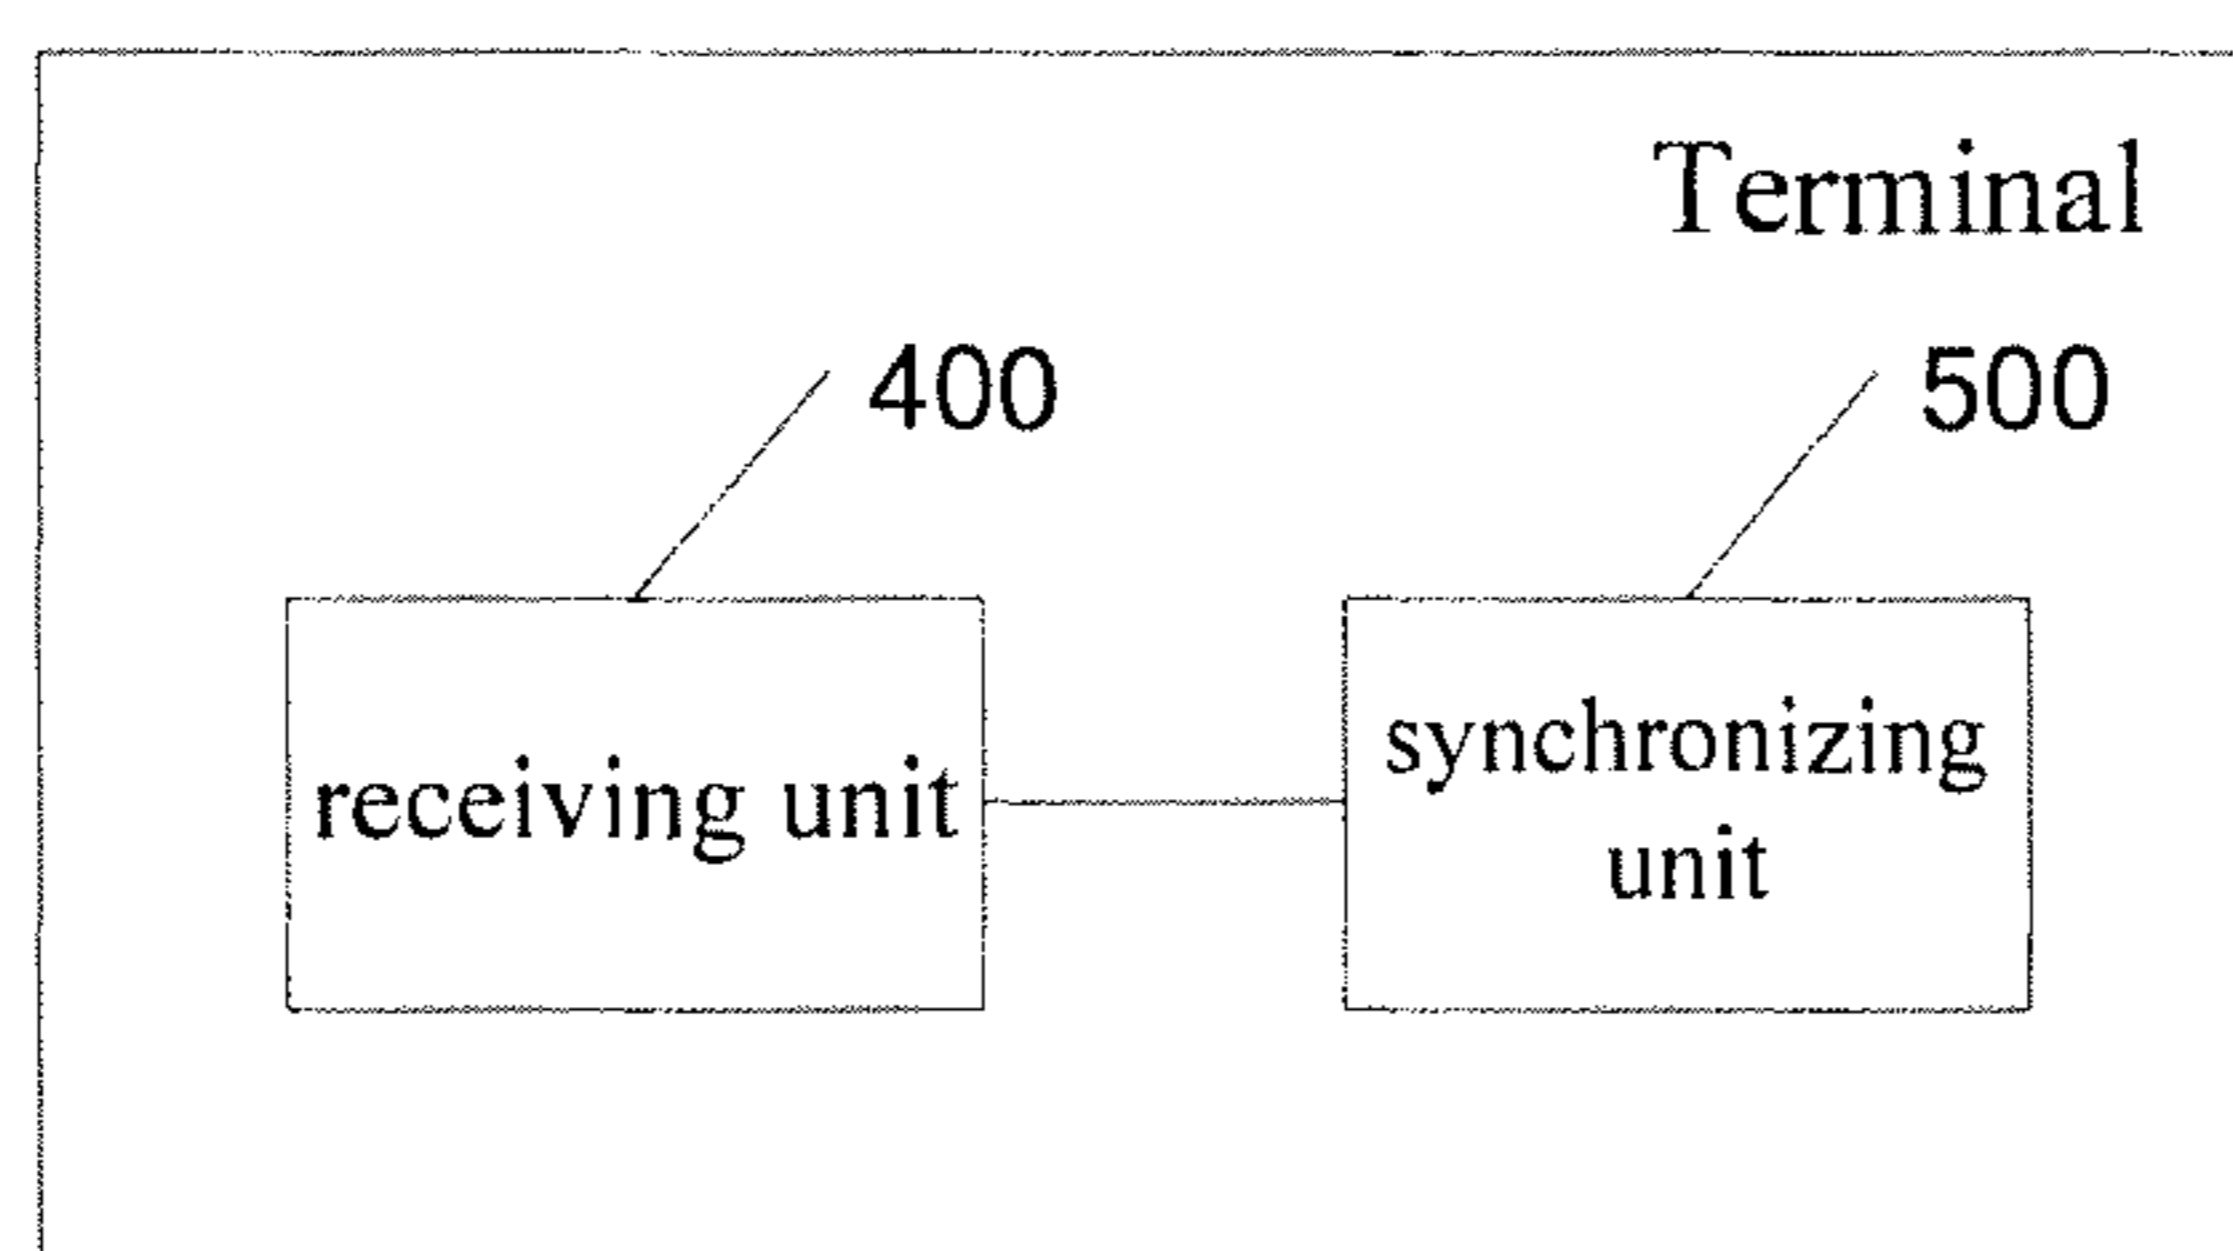 Terminal
400
500
receiving unit
synchronizing
unit